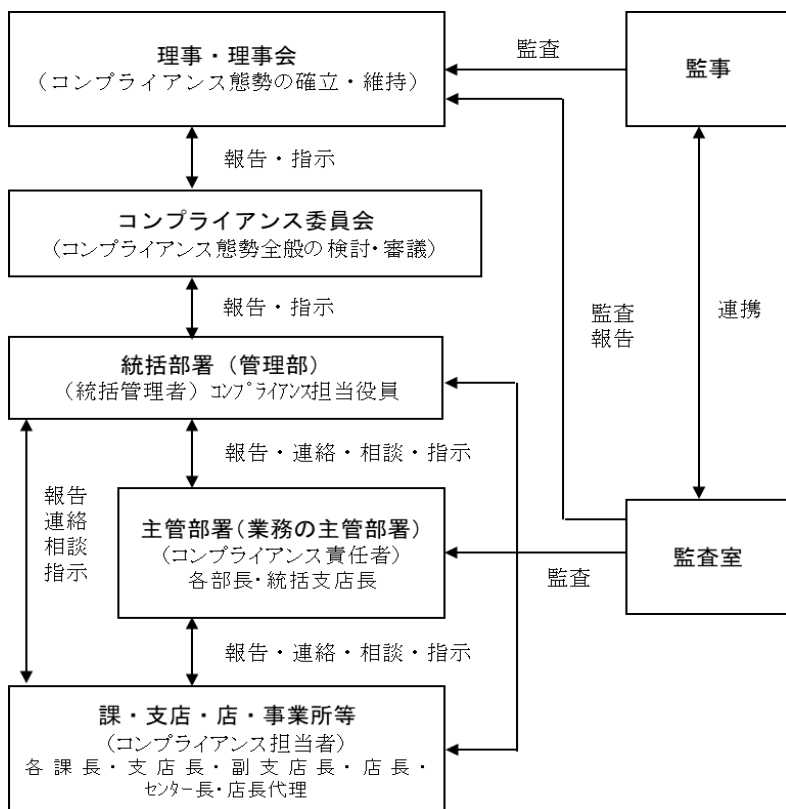 理事・理事会
（コンプライアンス態勢の確立・維持）
監査
監事
報告・指示
コンプライアンス委員会
（コンプライアンス態勢全般の検討・審議）
報告・指示
監査
報告
連携
統括部署（管理部）
（統括管理者）コンプライアンス担当役員
報告・連絡・相談・指示
報告
連絡
相談
指示
主管部署（業務の主管部署）
（コンプライアンス責任者）
各部長・統括支店長
監査
監査室
報告・連絡・相談・指示
課・支店・店・事業所等
（コンプライアンス担当者）
各課長・支店長・副支店長・店長・
センター長・店長代理